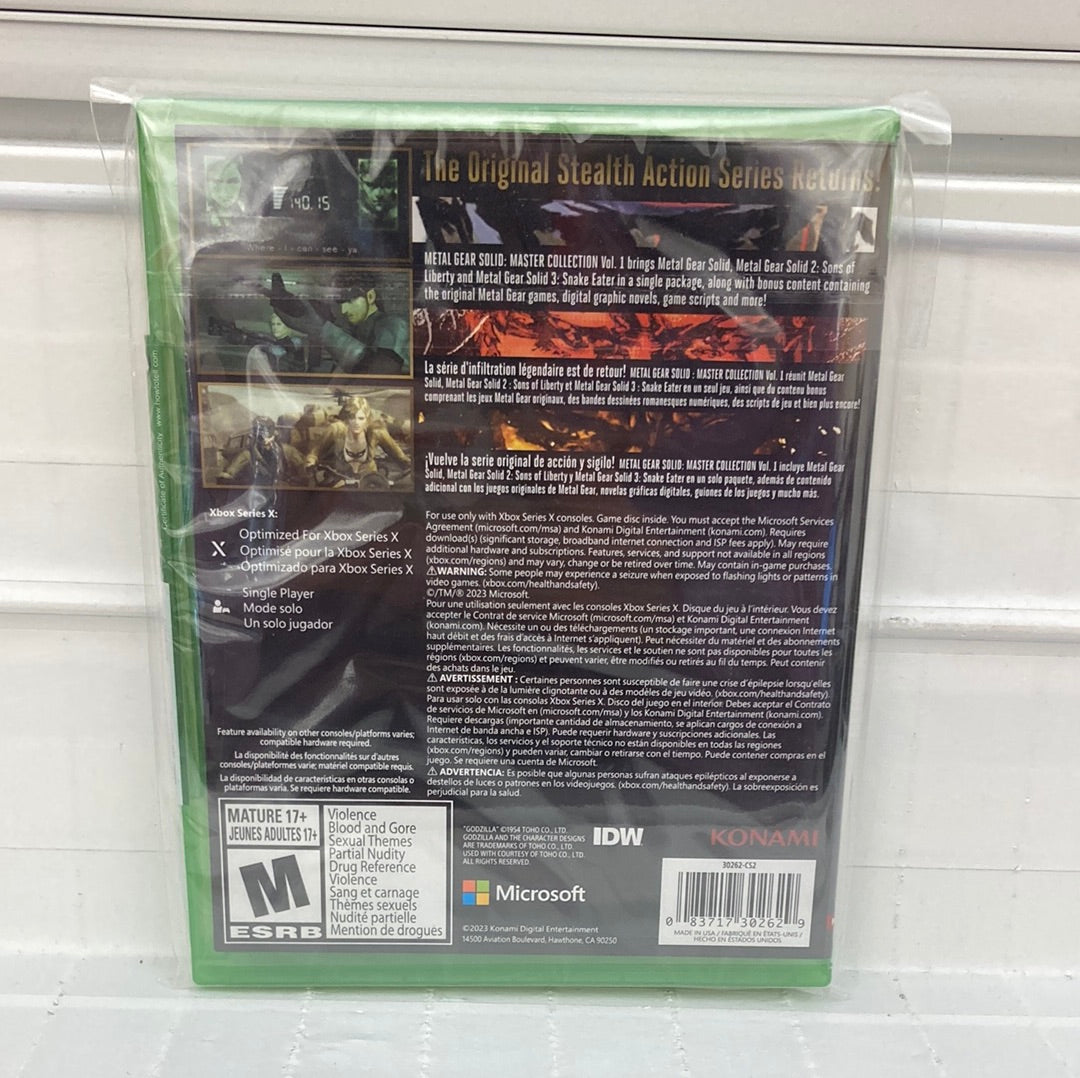 The Original Stealth Action Series Returns!
140.15
Where - I - can - see - ya
METAL GEAR SOLID: MASTER COLLECTION Vol. 1 brings Metal Gear Solid, Metal Gear Solid 2: Sons of
Liberty and Metal Gear Solid 3: Snake Eater in a single package, along with bonus content containing
the original Metal Gear games, digital graphic novels, game scripts and more!
La série d'infiltration légendaire est de retour! METAL GEAR SOLID : MASTER COLLECTION Vol. 1 réunit Metal Gear
Solid, Metal Gear Solid 2 : Sons of Liberty et Metal Gear Solid 3 : Snake Eater en un seul jeu, ainsi que du contenu bonus
comprenant les jeux Metal Gear originaux, des bandes dessinées romanesques numériques, des scripts de jeu et bien plus encore!
¡Vuelve la serie original de acción y sigilo! METAL GEAR SOLID: MASTER COLLECTION Vol. 1 incluye Metal Gear
Solid, Metal Gear Solid 2: Sons of Liberty y Metal Gear Solid 3: Snake Eater en un solo paquete, además de contenido
adicional con los juegos originales de Metal Gear, novelas gráficas digitales, guiones de los juegos y mucho más.
Certificate of Authenticity www.howtotell.com
Xbox Series X:
X
Optimized For Xbox Series X
Optimisé pour la Xbox Series X
Optimizado para Xbox Series X
Single Player
Mode solo
Un solo jugador
For use only with Xbox Series X consoles. Game disc inside. You must accept the Microsoft Services
Agreement (microsoft.com/msa) and Konami Digital Entertainment (konami.com). Requires
download(s) (significant storage, broadband internet connection and ISP fees apply). May require
additional hardware and subscriptions. Features, services, and support not available in all regions
(xbox.com/regions) and may vary, change or be retired over time. May contain in-game purchases.
⚠WARNING: Some people may experience a seizure when exposed to flashing lights or patterns in
video games. (xbox.com/healthandsafety).
©/TM/® 2023 Microsoft.
Pour une utilisation seulement avec les consoles Xbox Series X. Disque du jeu à l'intérieur. Vous devez
accepter le Contrat de service Microsoft (microsoft.com/msa) et Konami Digital Entertainment
(konami.com). Nécessite un ou des téléchargements (un stockage important, une connexion Internet
haut débit et des frais d'accès à Internet s'appliquent). Peut nécessiter du matériel et des abonnements
supplémentaires. Les fonctionnalités, les services et le soutien ne sont pas disponibles pour toutes les
régions (xbox.com/regions) et peuvent varier, être modifiés ou retirés au fil du temps. Peut contenir
des achats dans le jeu.
⚠ AVERTISSEMENT : Certaines personnes sont susceptible de faire une crise d'épilepsie lorsqu'elles
sont exposée à de la lumière clignotante ou à des modèles de jeu vidéo. (xbox.com/healthandsafety).
Para usar solo con las consolas Xbox Series X. Disco del juego en el interior. Debes aceptar el Contrato
de servicios de Microsoft en (microsoft.com/msa) y los Konami Digital Entertainment (konami.com).
Requiere descargas (importante cantidad de almacenamiento, se aplican cargos de conexión a
Internet de banda ancha e ISP). Puede requerir hardware y suscripciones adicionales. Las
características, los servicios y el soporte técnico no están disponibles en todas las regiones
(xbox.com/regions) y pueden variar, cambiar o retirarse con el tiempo. Puede contener compras en el
juego. Se requiere una cuenta de Microsoft.
⚠ ADVERTENCIA: Es posible que algunas personas sufran ataques epilépticos al exponerse a
destellos de luces o patrones en los videojuegos. (xbox.com/healthandsafety). La sobreexposición es
perjudicial para la salud.
Feature availability on other consoles/platforms varies;
compatible hardware required.
La disponibilité des fonctionnalités sur d'autres
consoles/plateformes varie; matériel compatible requis.
La disponibilidad de características en otras consolas o
plataformas varía. Se requiere hardware compatible.
MATURE 17+
JEUNES ADULTES 17+
M
ESRB
Violence
Blood and Gore
Sexual Themes
Partial Nudity
Drug Reference
Violence
Sang et carnage
Thèmes sexuels
Nudité partielle
Mention de drogues
"GODZILLA" ©1954 TOHO CO., LTD.
GODZILLA AND THE CHARACTER DESIGNS
ARE TRADEMARKS OF TOHO CO., LTD.
USED WITH COURTESY OF TOHO CO., LTD.
ALL RIGHTS RESERVED.
IDW
KONAMI
Microsoft
©2023 Konami Digital Entertainment
14500 Aviation Boulevard, Hawthorne, CA 90250
30262-CS2
0 83717 30262 9
MADE IN USA / FABRIQUÉ EN ÉTATS-UNIS /
HECHO EN ESTADOS UNIDOS